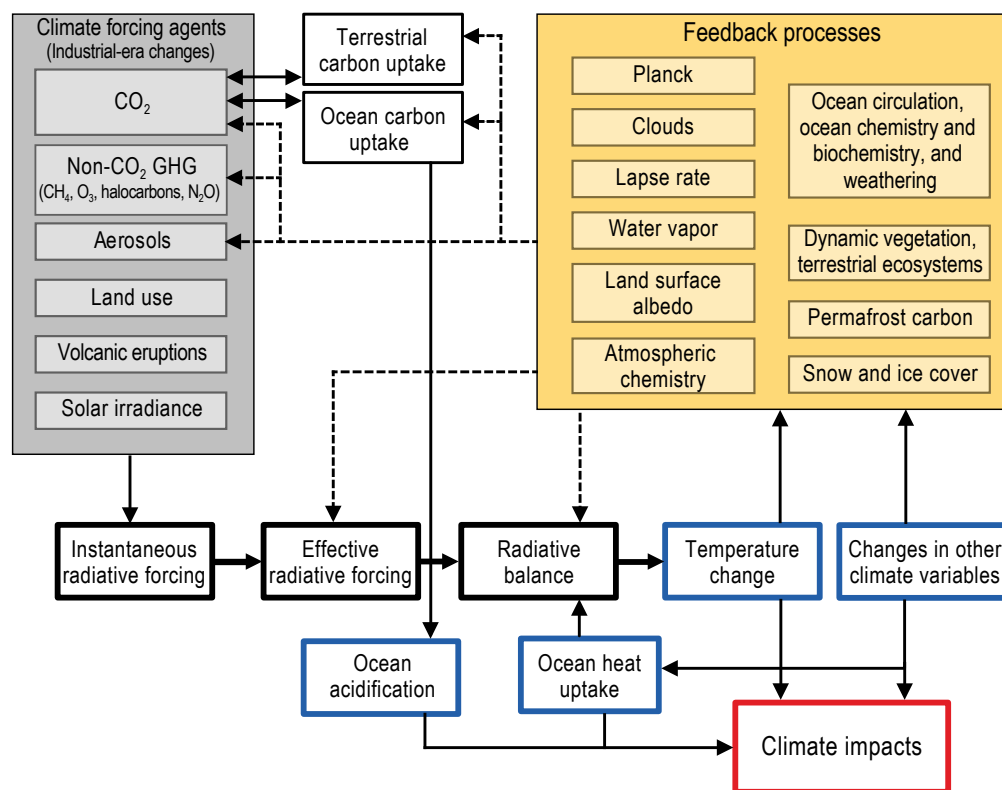 Climate forcing agents
(Industrial-era changes)
CO₂
Non-CO₂ GHG
(CH₄, O₃, halocarbons, N₂O)
Aerosols
Land use
Volcanic eruptions
Solar irradiance
Terrestrial
carbon uptake
Ocean carbon
uptake
Feedback processes
Planck
Clouds
Lapse rate
Water vapor
Land surface
albedo
Atmospheric
chemistry
Ocean circulation,
ocean chemistry and
biochemistry, and
weathering
Dynamic vegetation,
terrestrial ecosystems
Permafrost carbon
Snow and ice cover
Instantaneous
radiative forcing
Effective
radiative forcing
Radiative
balance
Temperature
change
Changes in other
climate variables
Ocean
acidification
Ocean heat
uptake
Climate impacts